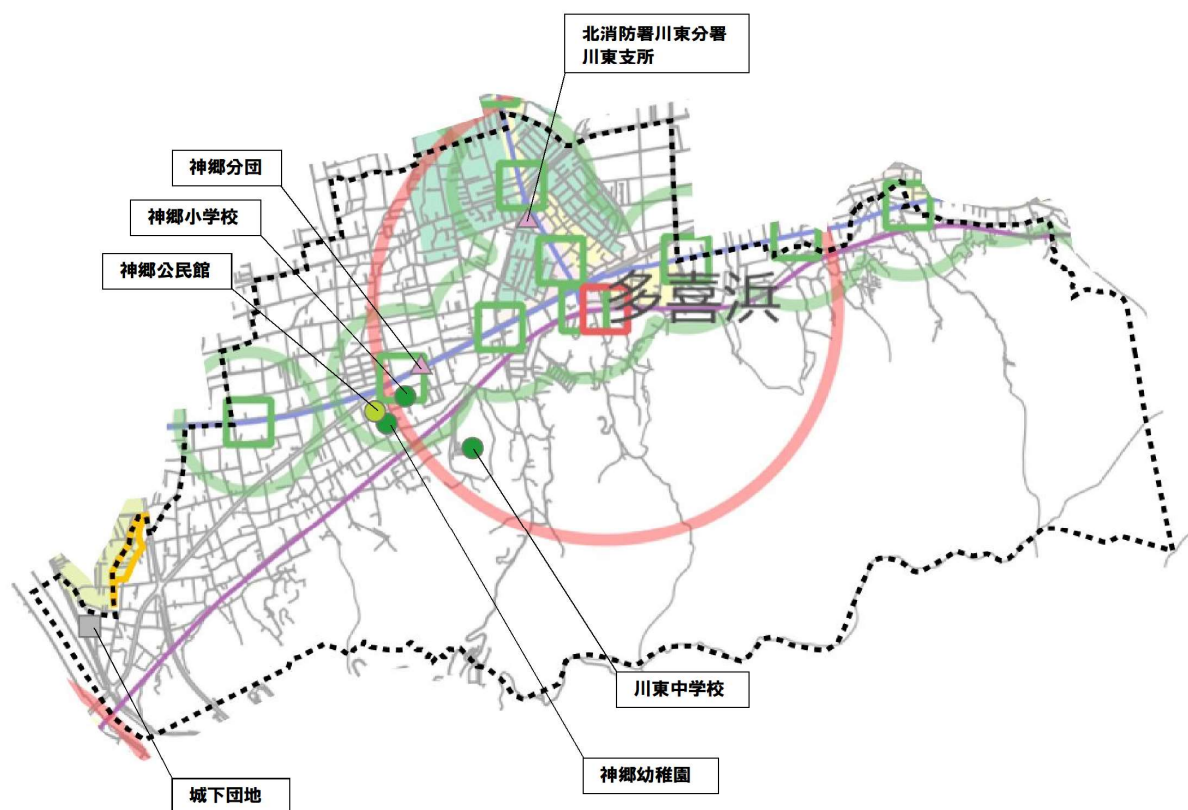 北消防署川東分署
川東支所
神郷分団
神郷小学校
神郷公民館
多喜浜
川東中学校
神郷幼稚園
城下団地